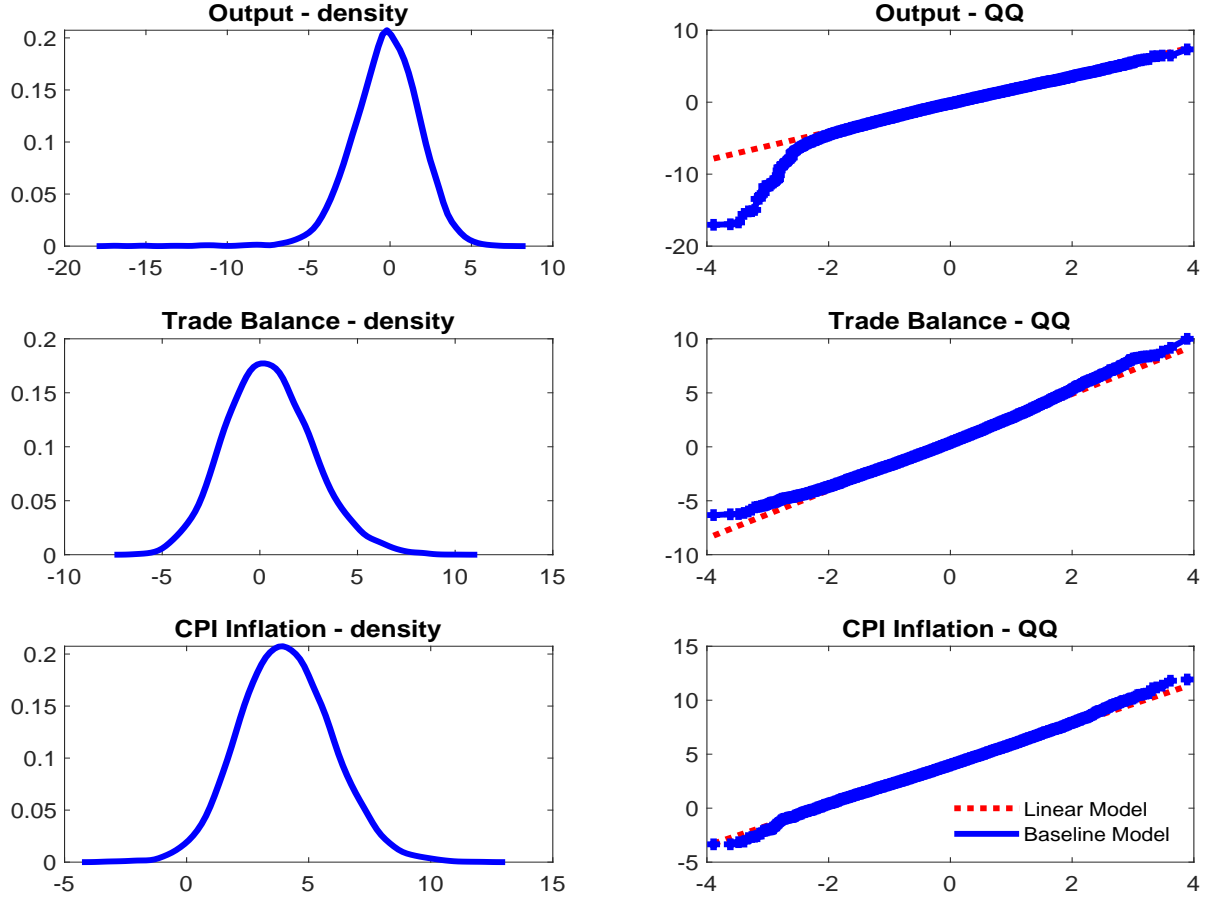 Output - density
0.2
0.15
0.1
0.05
0
-20 -15 -10 -5 0 5 10
Output - QQ
10
0
-10
-20
-4 -2 0 2 4
Trade Balance - density
0.2
0.15
0.1
0.05
0
-10 -5 0 5 10 15
Trade Balance - QQ
10
5
0
-5
-10
-4 -2 0 2 4
CPI Inflation - density
0.2
0.15
0.1
0.05
0
-5 0 5 10 15
CPI Inflation - QQ
15
10
5
0
-5
-4 -2 0 2 4
Linear Model
Baseline Model